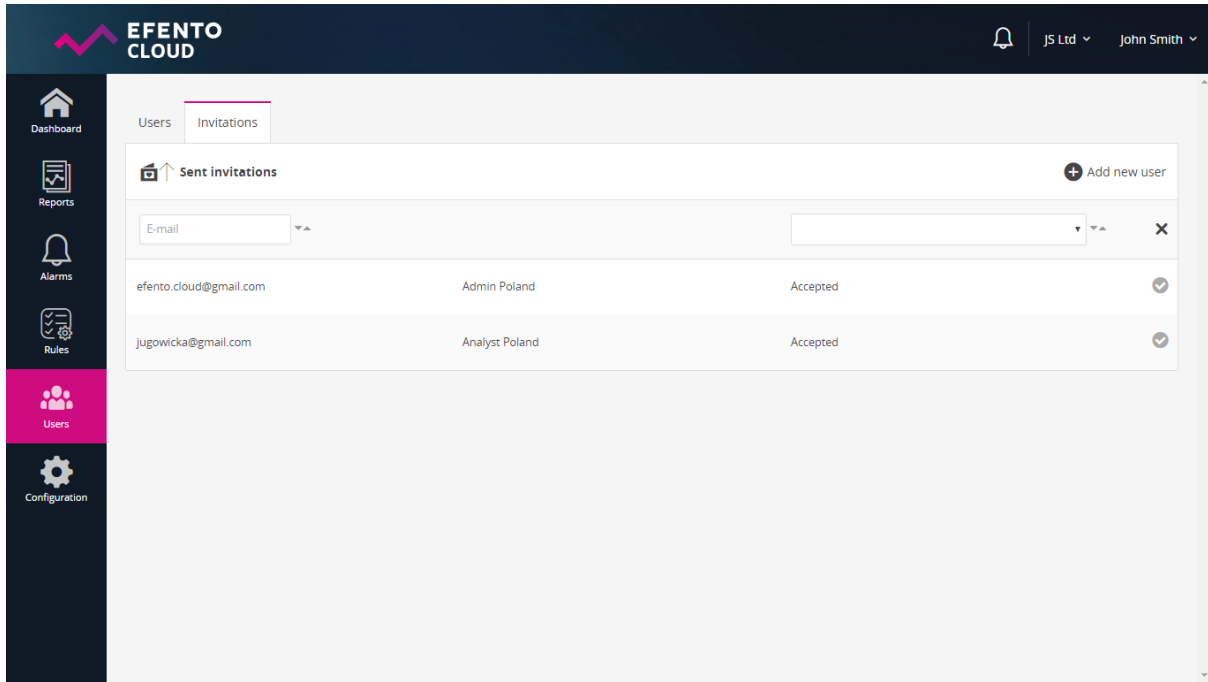 EFENTO
CLOUD
JS Ltd
John Smith
Dashboard
Reports
Alarms
Rules
Users
Configuration
Users Invitations
Sent invitations Add new user
E-mail
efento.cloud@gmail.com Admin Poland Accepted
jugowicka@gmail.com Analyst Poland Accepted